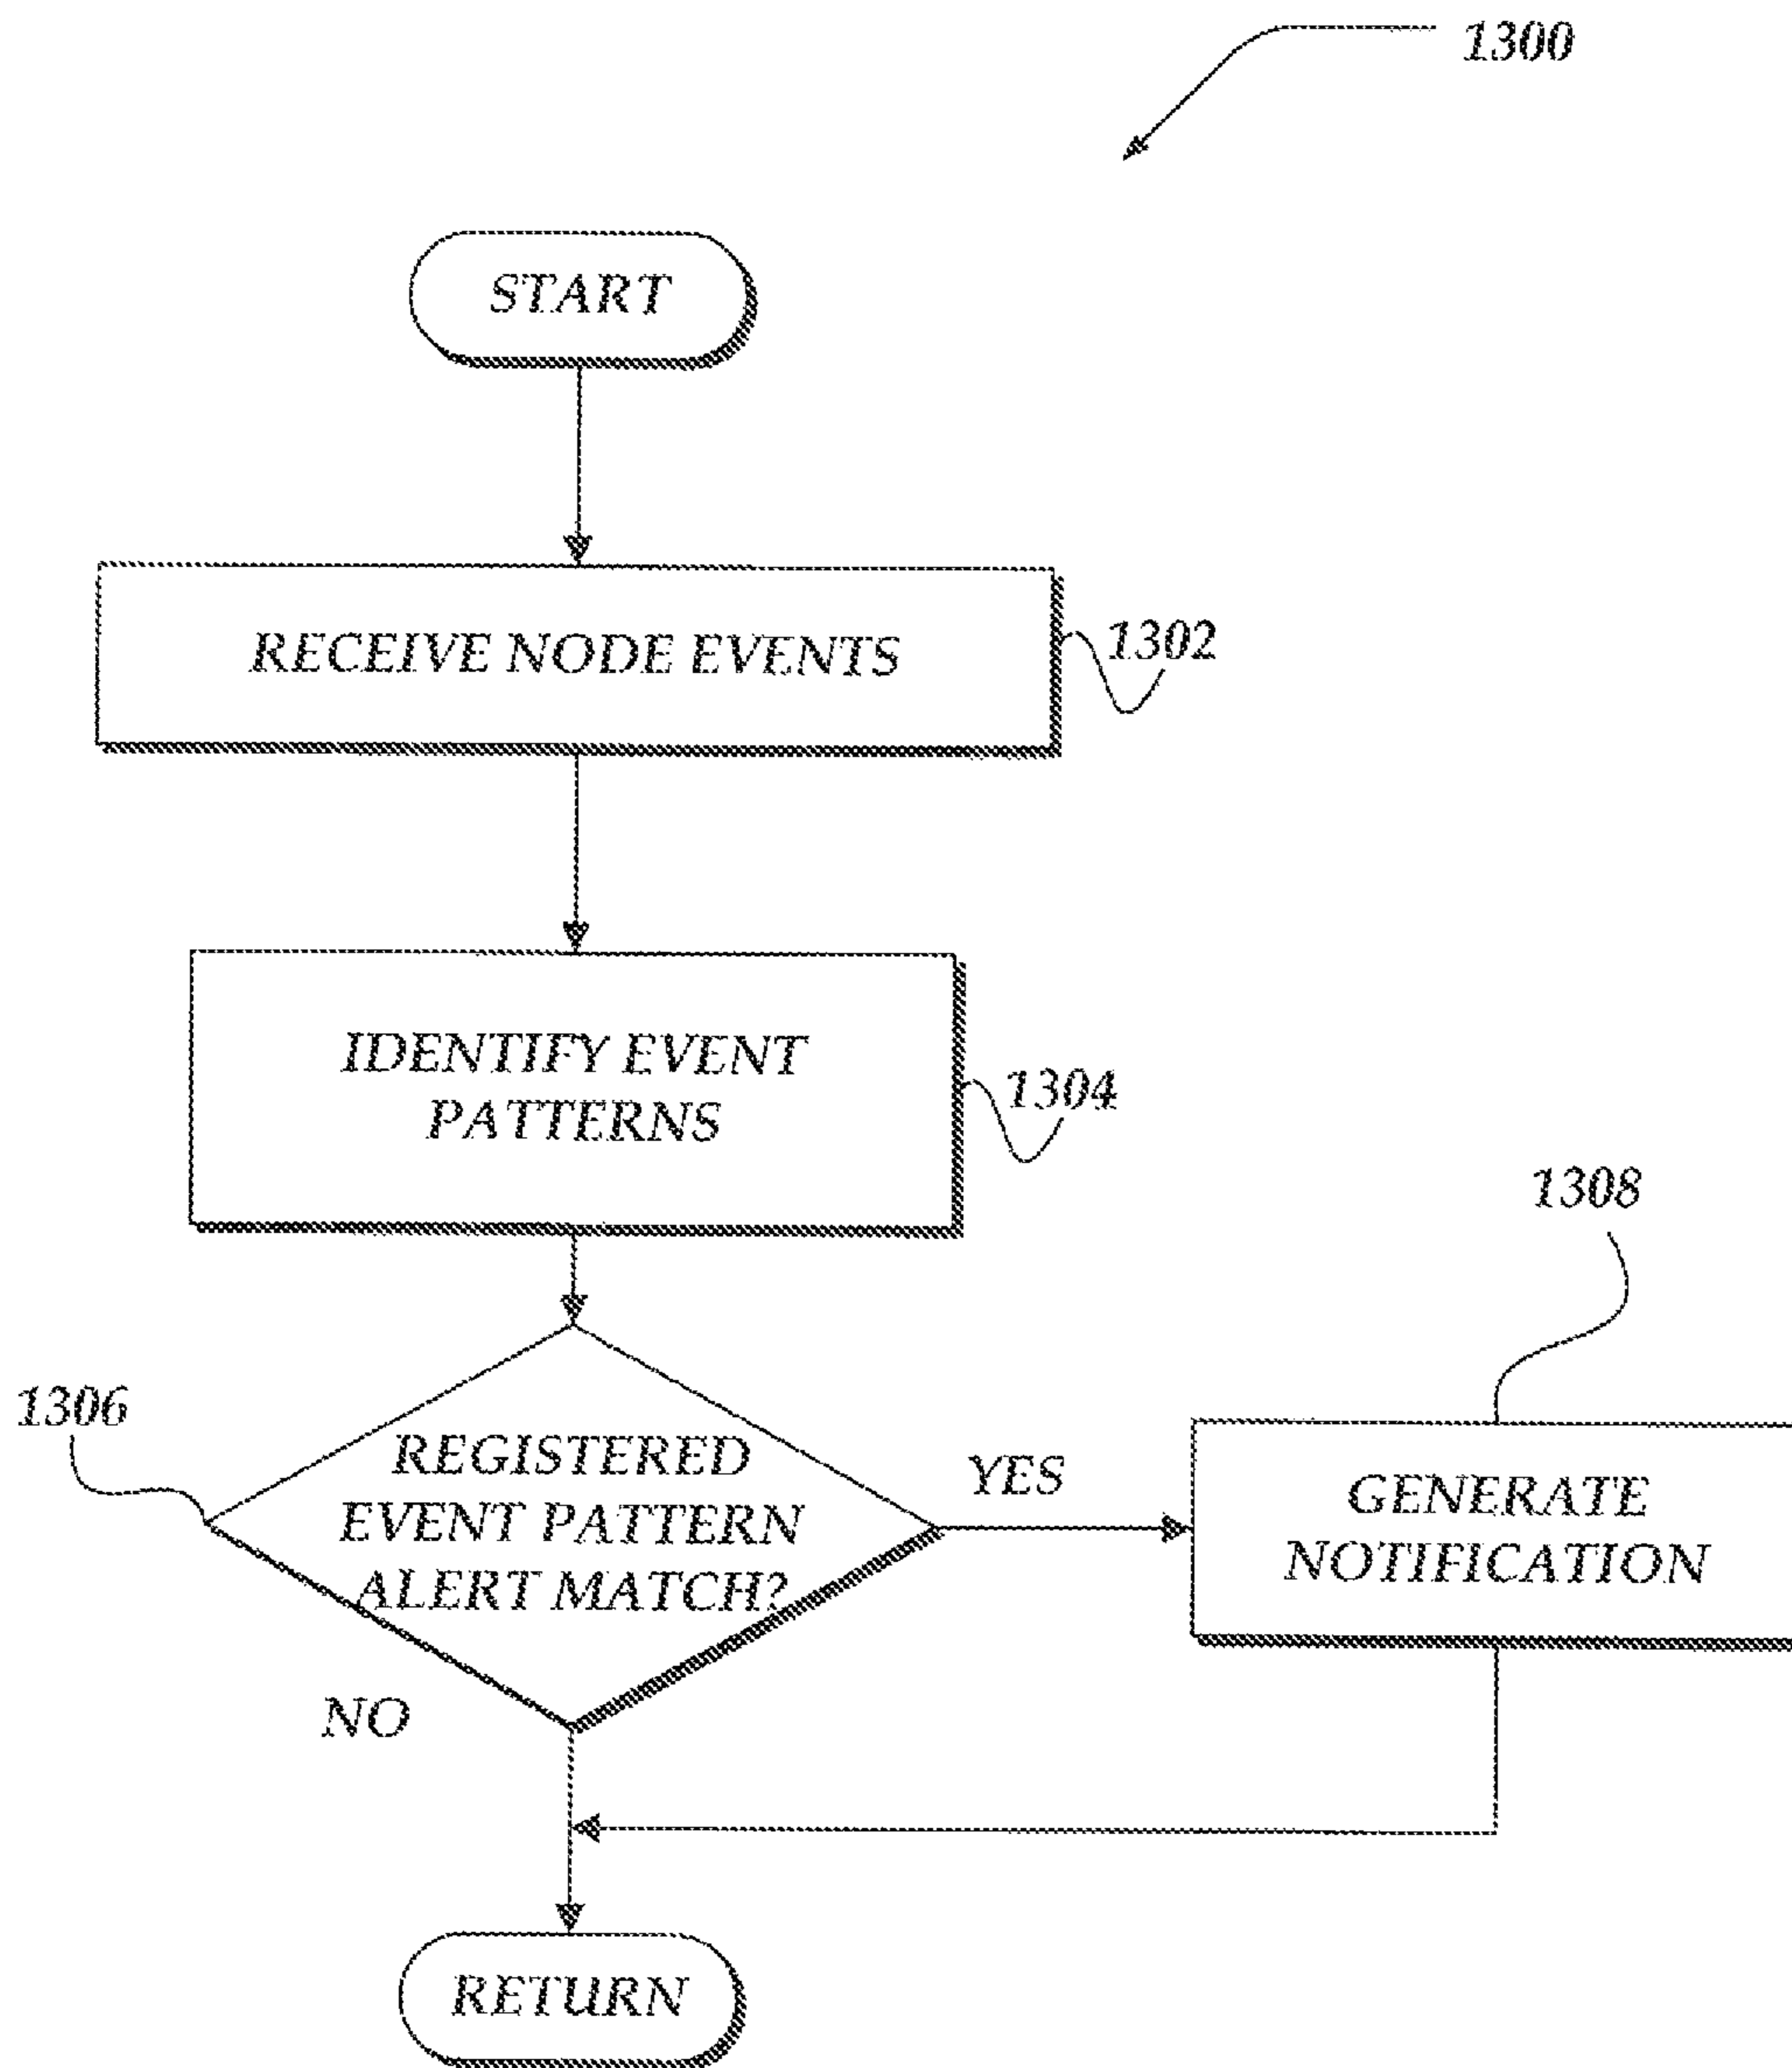 1300
START
RECEIVE NODE EVENTS
1302
IDENTIFY EVENT
PATTERNS
1304
1308
1306
REGISTERED
EVENT PATTERN
ALERT MATCH?
YES
GENERATE
NOTIFICATION
NO
RETURN